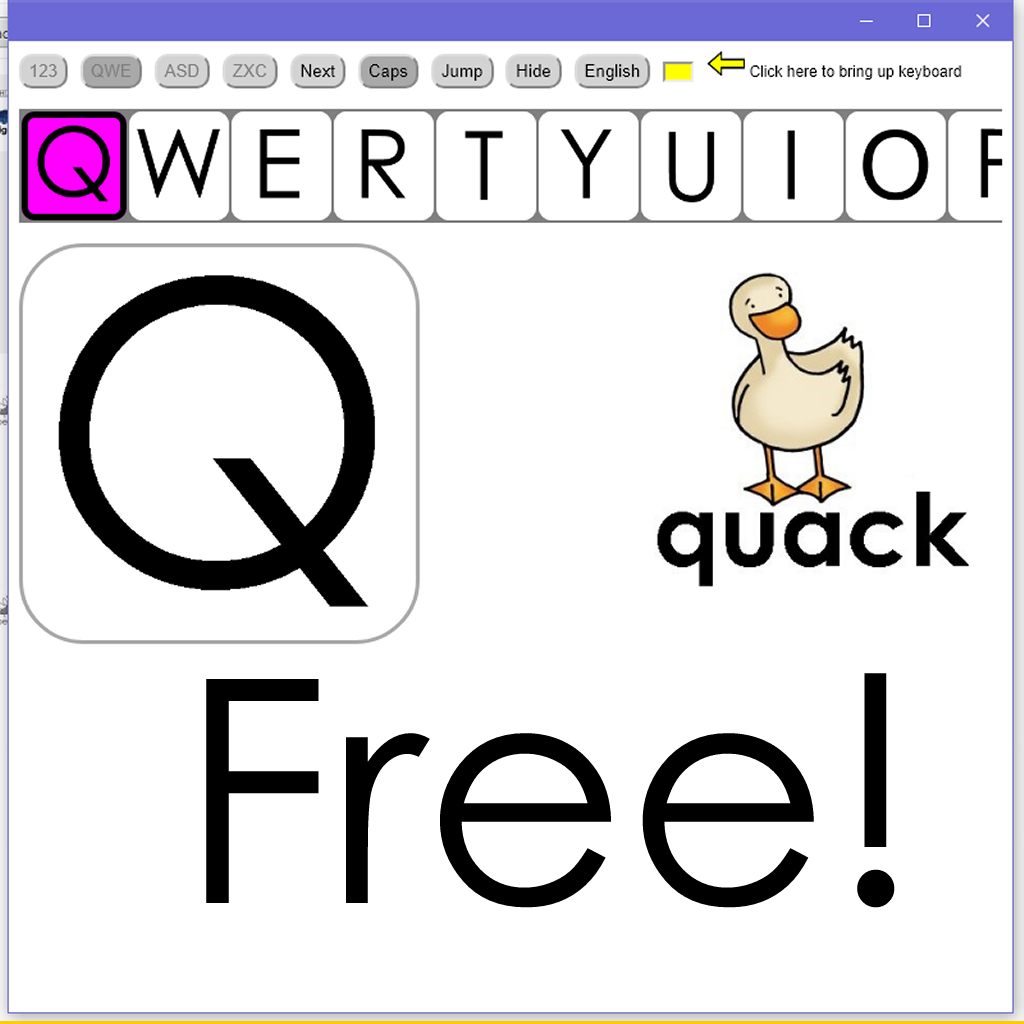 123 QWE ASD ZXC Next Caps Jump Hide English Click here to bring up keyboard
Q W E R T Y U I O
Q
quack
Free!